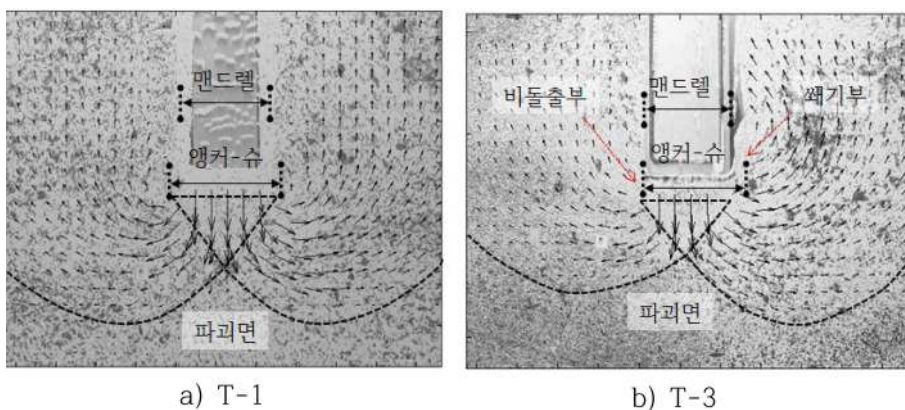 맨드렐
앵커-슈
파괴면
a) T-1
비돌출부
맨드렐
쐐기부
앵커-슈
파괴면
b) T-3